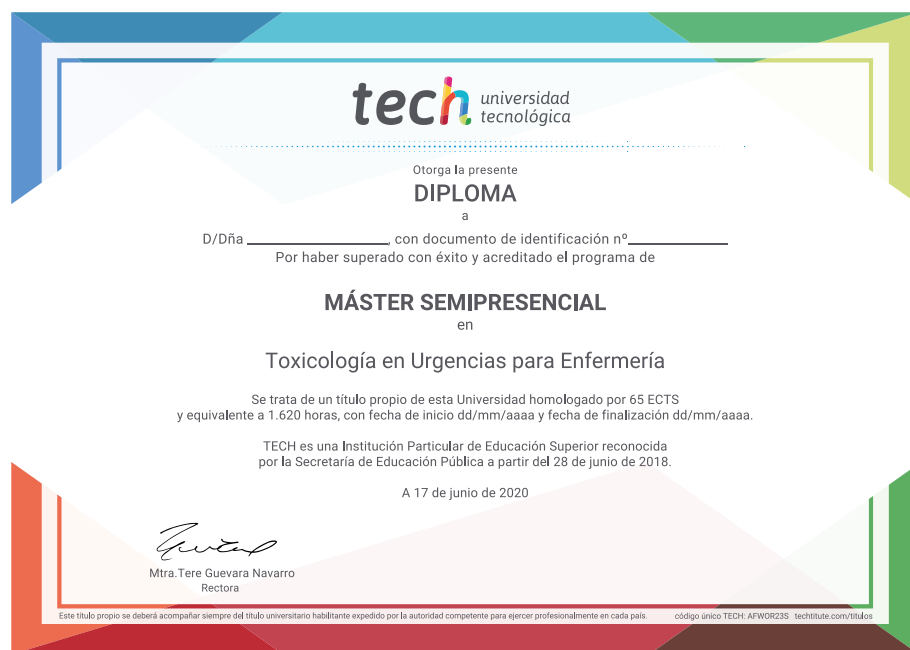 tech universidad
tecnológica
Otorga la presente
DIPLOMA
a
D/Dña ____________________, con documento de identificación nº______________
Por haber superado con éxito y acreditado el programa de
MÁSTER SEMIPRESENCIAL
en
Toxicología en Urgencias para Enfermería
Se trata de un título propio de esta Universidad homologado por 65 ECTS
y equivalente a 1.620 horas, con fecha de inicio dd/mm/aaaa y fecha de finalización dd/mm/aaaa.
TECH es una Institución Particular de Educación Superior reconocida
por la Secretaría de Educación Pública a partir del 28 de junio de 2018.
A 17 de junio de 2020
Mtra.Tere Guevara Navarro
Rectora
Este título propio se deberá acompañar siempre del título universitario habilitante expedido por la autoridad competente para ejercer profesionalmente en cada país. código único TECH: AFWOR23S techtitute.com/titulos